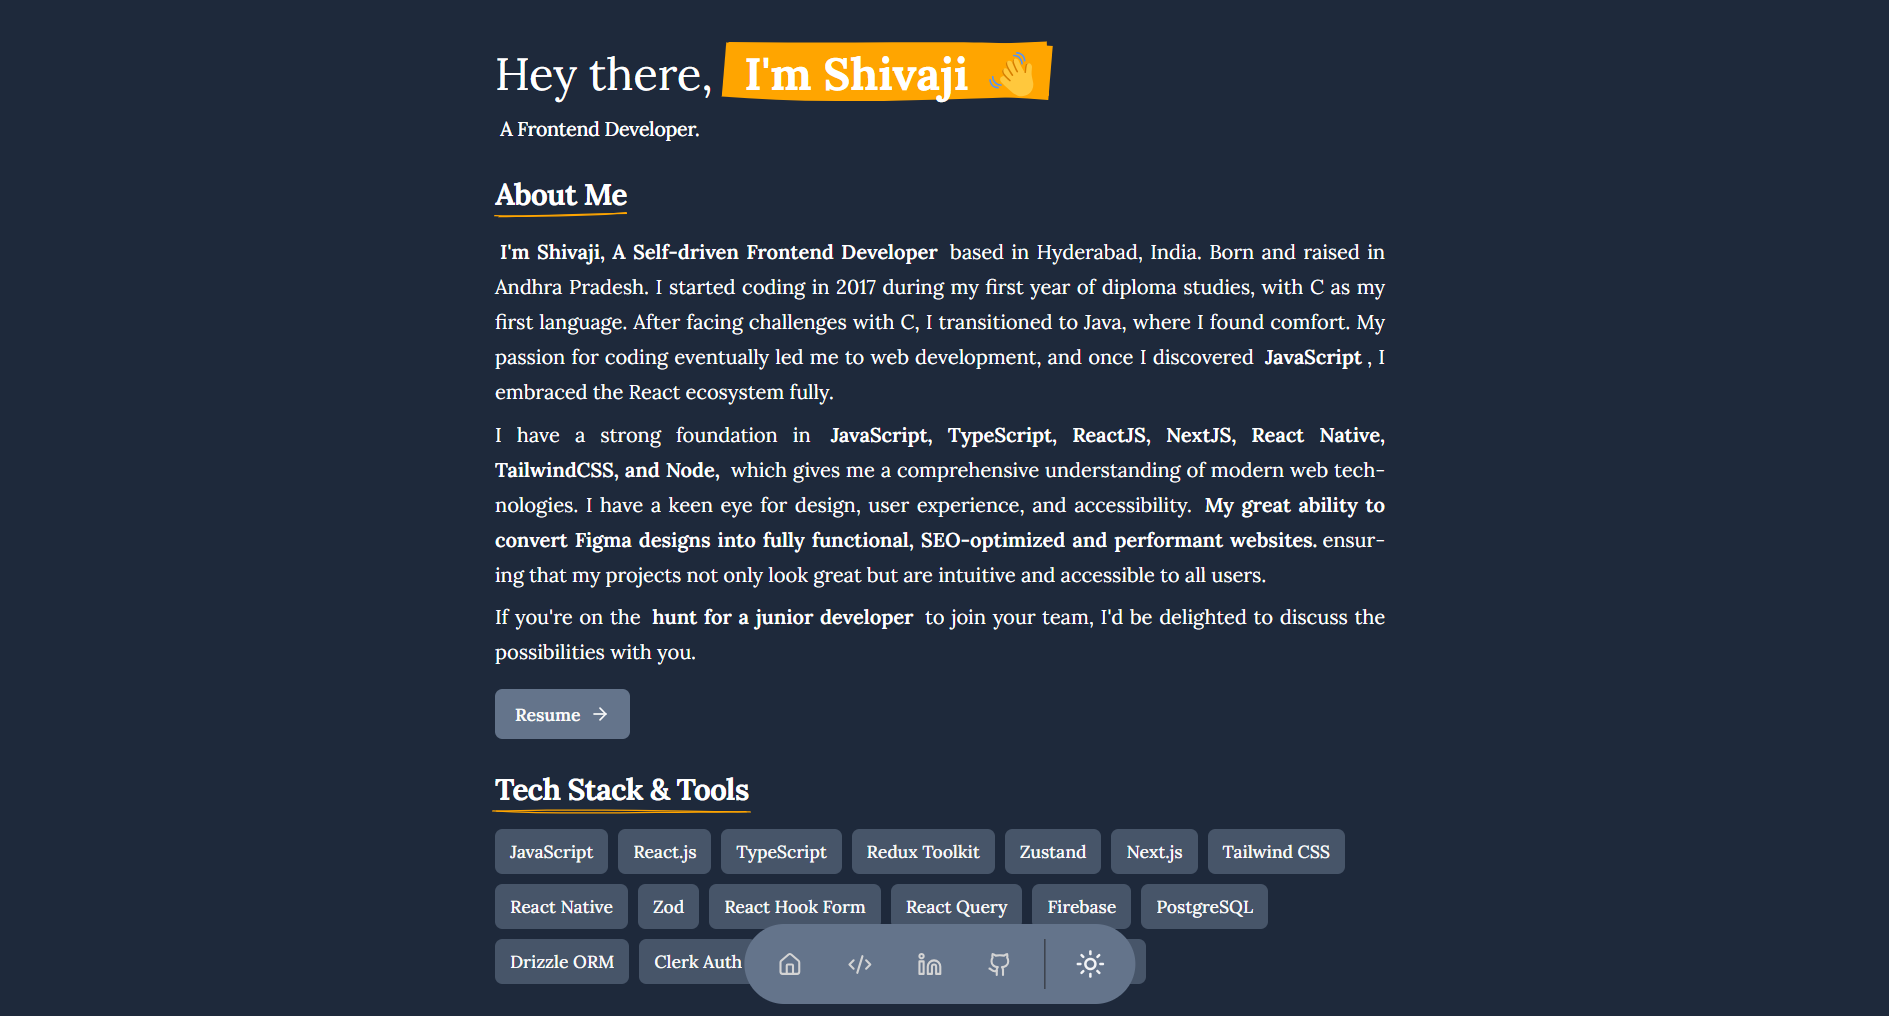 Hey there, I'm Shivaji 👋
A Frontend Developer.
About Me
I'm Shivaji, A Self-driven Frontend Developer based in Hyderabad, India. Born and raised in
Andhra Pradesh. I started coding in 2017 during my first year of diploma studies, with C as my
first language. After facing challenges with C, I transitioned to Java, where I found comfort. My
passion for coding eventually led me to web development, and once I discovered JavaScript , I
embraced the React ecosystem fully.
I have a strong foundation in JavaScript, TypeScript, ReactJS, NextJS, React Native,
TailwindCSS, and Node, which gives me a comprehensive understanding of modern web tech-
nologies. I have a keen eye for design, user experience, and accessibility. My great ability to
convert Figma designs into fully functional, SEO-optimized and performant websites. ensur-
ing that my projects not only look great but are intuitive and accessible to all users.
If you're on the hunt for a junior developer to join your team, I'd be delighted to discuss the
possibilities with you.
Resume →
Tech Stack & Tools
JavaScript React.js TypeScript Redux Toolkit Zustand Next.js Tailwind CSS
React Native Zod React Hook Form React Query Firebase PostgreSQL
Drizzle ORM Clerk Auth